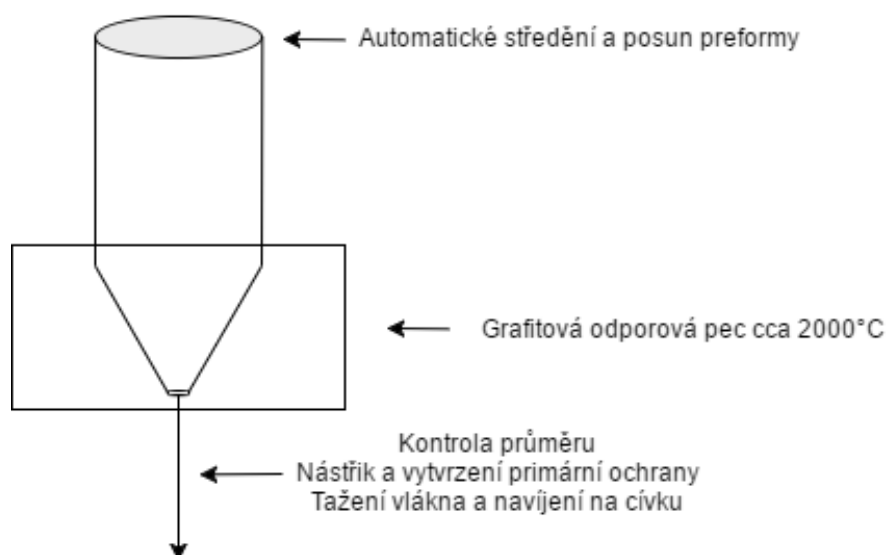 Automatické středění a posun preformy
Grafitová odporová pec cca 2000°C
Kontrola průměru
Nástřik a vytvrzení primární ochrany
Tažení vlákna a navíjení na cívku